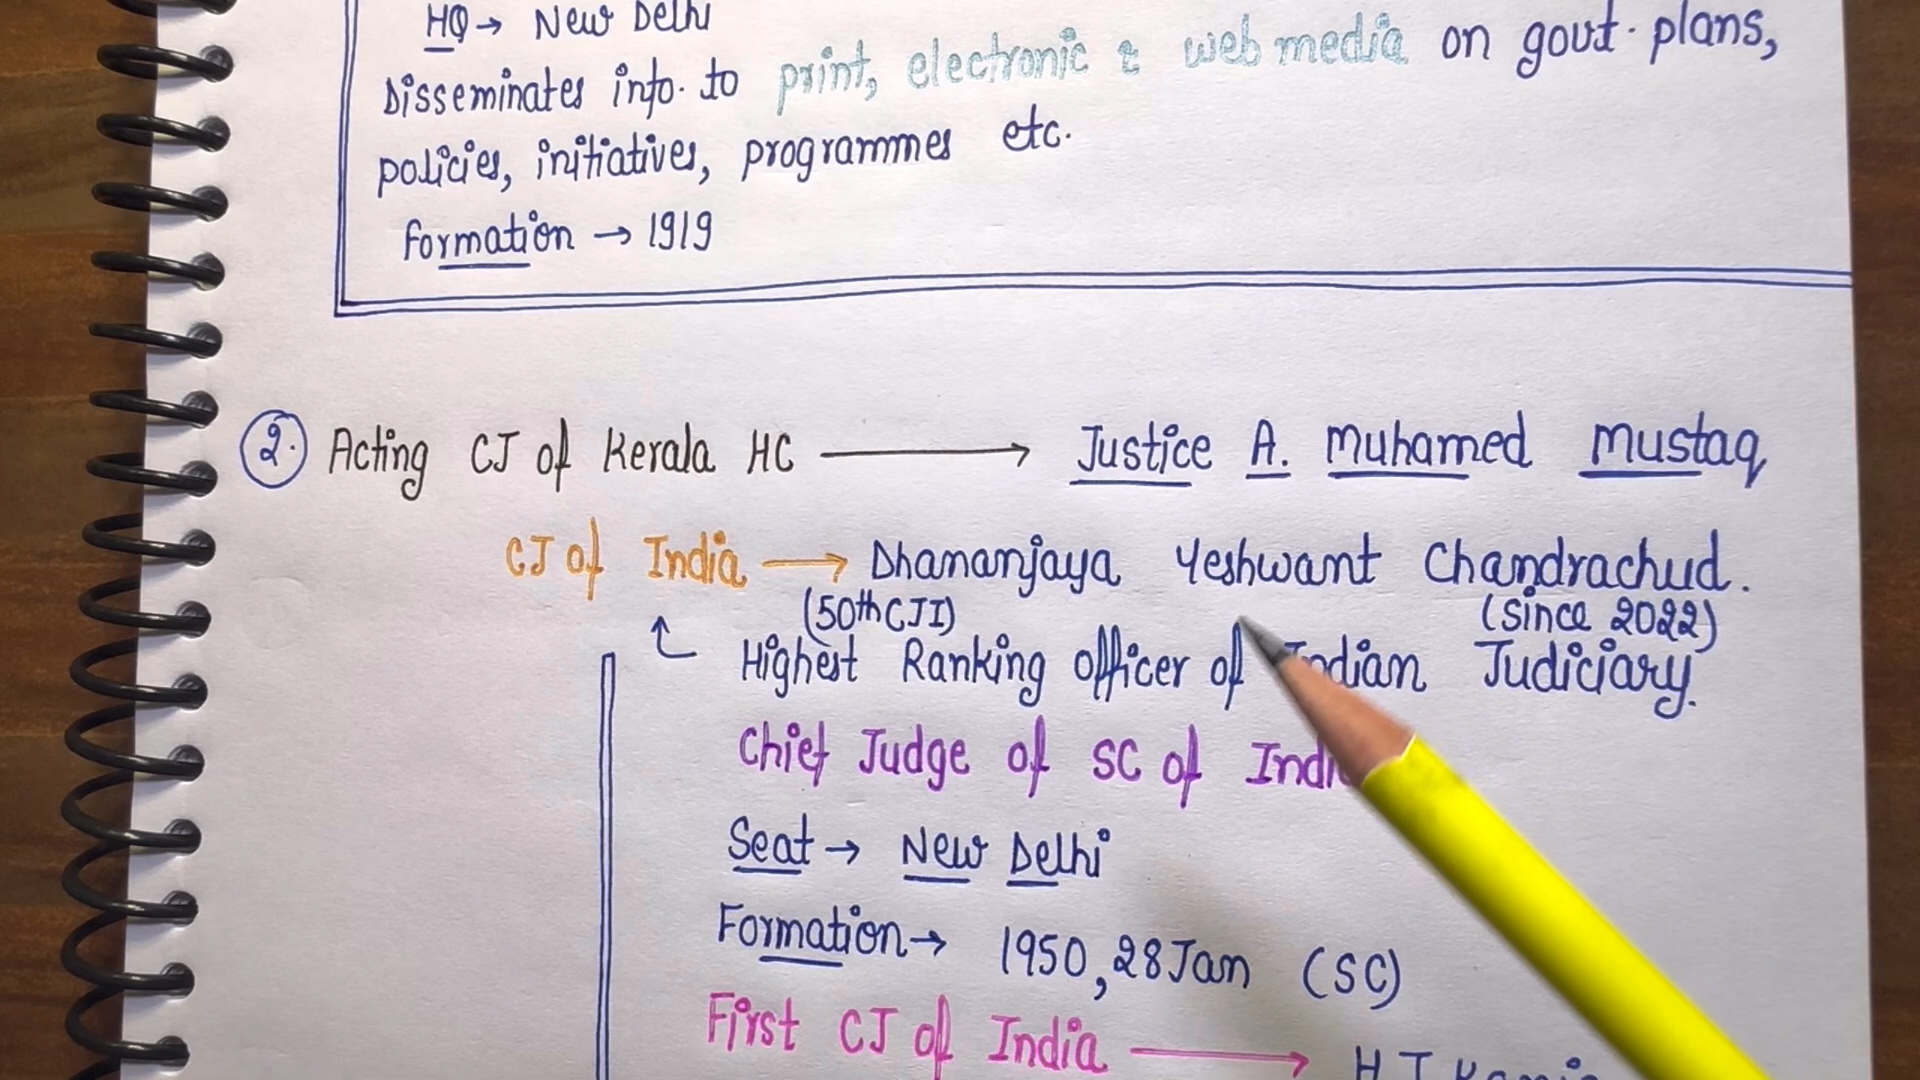 HQ → New Delhi
Disseminates info. to print, electronic & web media on govt. plans,
policies, initiatives, programmes etc.
Formation → 1919
2. Acting CJ of Kerala HC → Justice A. Muhamed Mustaq
CJ of India → Dhananjaya Yeshwant Chandrachud.
(50th CJI) (since 2022)
Highest Ranking officer of Indian Judiciary.
Chief Judge of SC of India
Seat → New Delhi
Formation → 1950, 28 Jan (SC)
First CJ of India → H J Kania